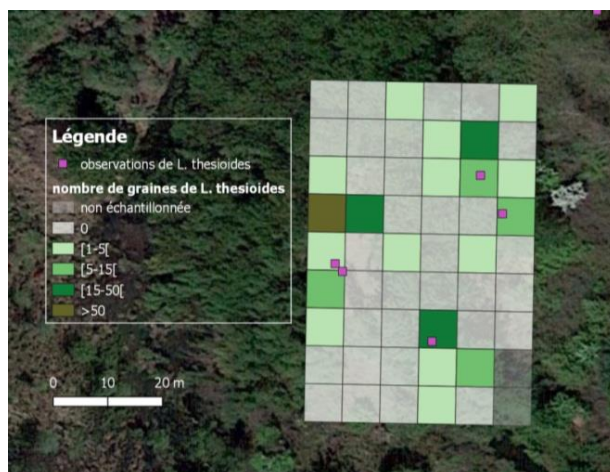 Légende
observations de L. thesioides
nombre de graines de L. thesioides
non échantillonnée
0
[1-5[
[5-15[
[15-50[
>50
0 10 20 m